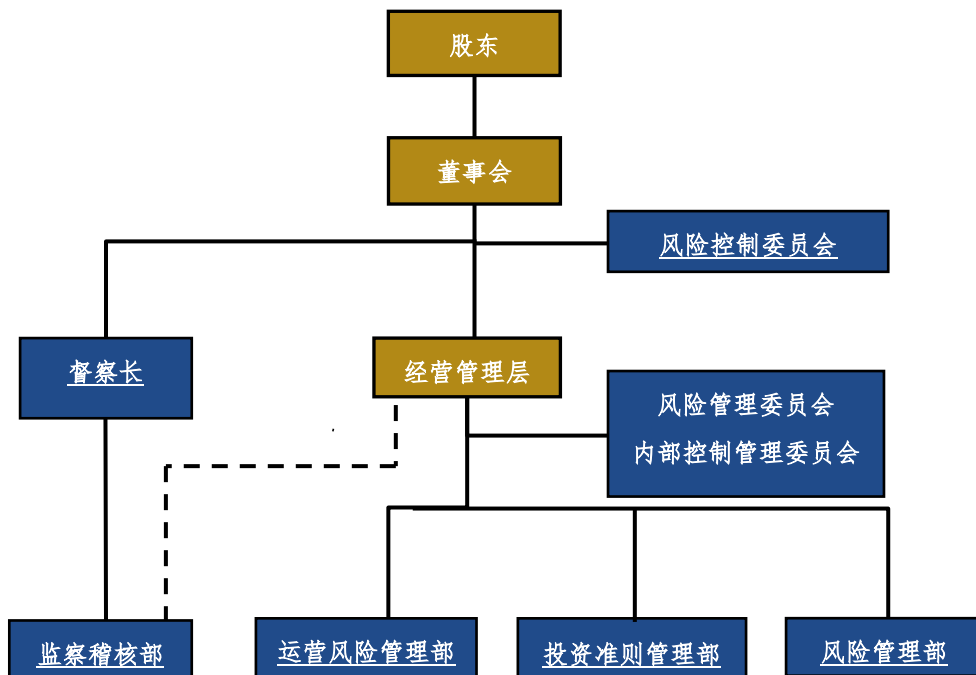 股东
董事会
风险控制委员会
督察长
经营管理层
风险管理委员会
内部控制管理委员会
监察稽核部
运营风险管理部
投资准则管理部
风险管理部